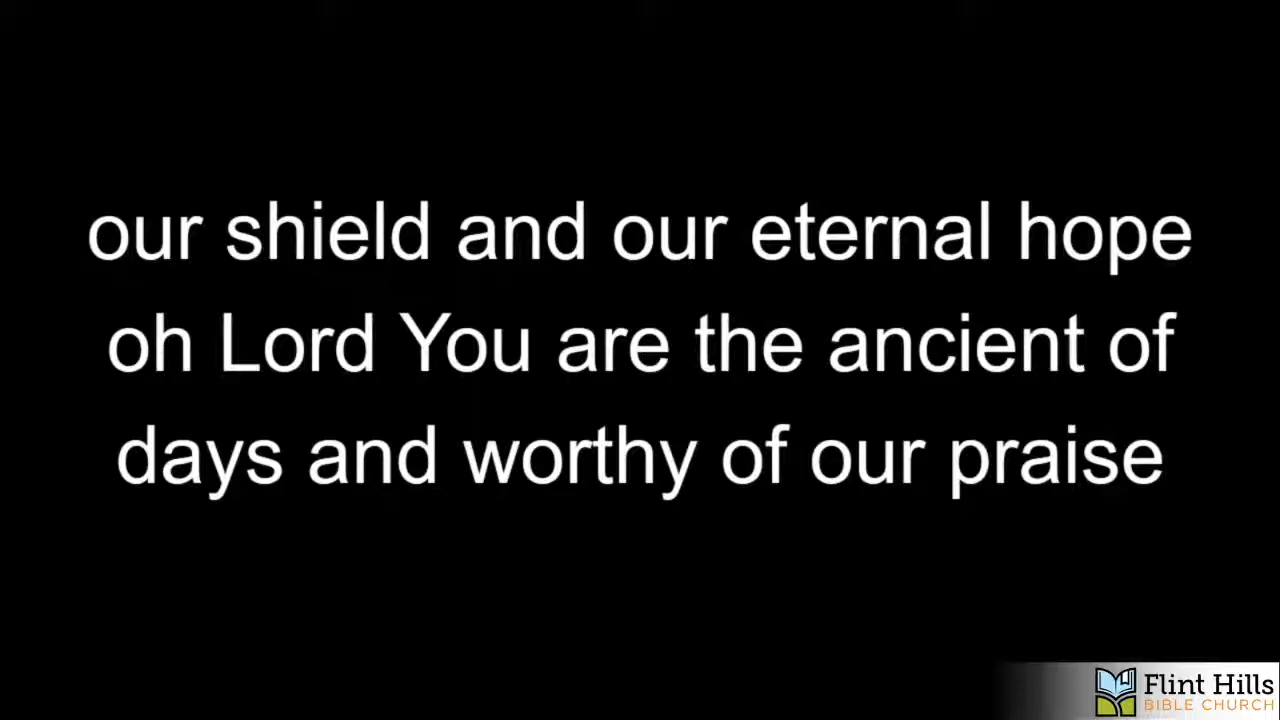 our shield and our eternal hope
oh Lord You are the ancient of
days and worthy of our praise
Flint Hills
BIBLE CHURCH